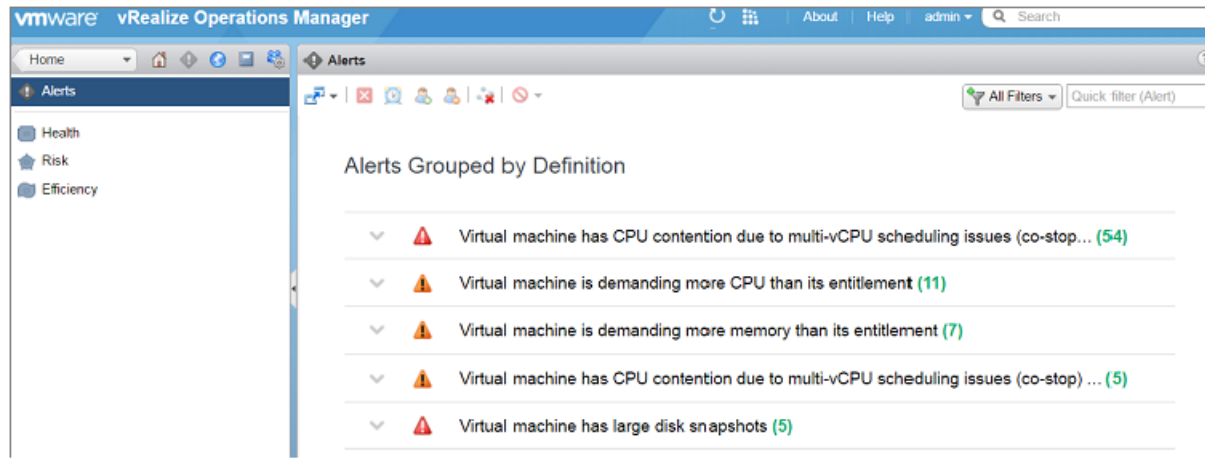 vmware vRealize Operations Manager
About Help admin Search
Home
Alerts
Alerts
Health
Risk
Efficiency
All Filters Quick filter (Alert)
Alerts Grouped by Definition
Virtual machine has CPU contention due to multi-vCPU scheduling issues (co-stop... (54)
Virtual machine is demanding more CPU than its entitlement (11)
Virtual machine is demanding more memory than its entitlement (7)
Virtual machine has CPU contention due to multi-vCPU scheduling issues (co-stop) ... (5)
Virtual machine has large disk snapshots (5)